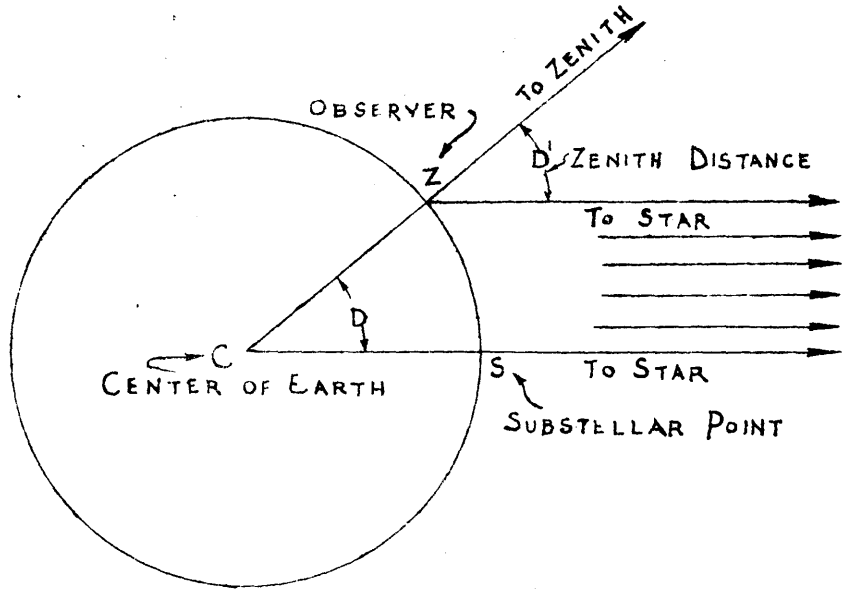 TO ZENITH
OBSERVER
Z
D' ZENITH DISTANCE
TO STAR
D
C
CENTER OF EARTH
S
TO STAR
SUBSTELLAR POINT